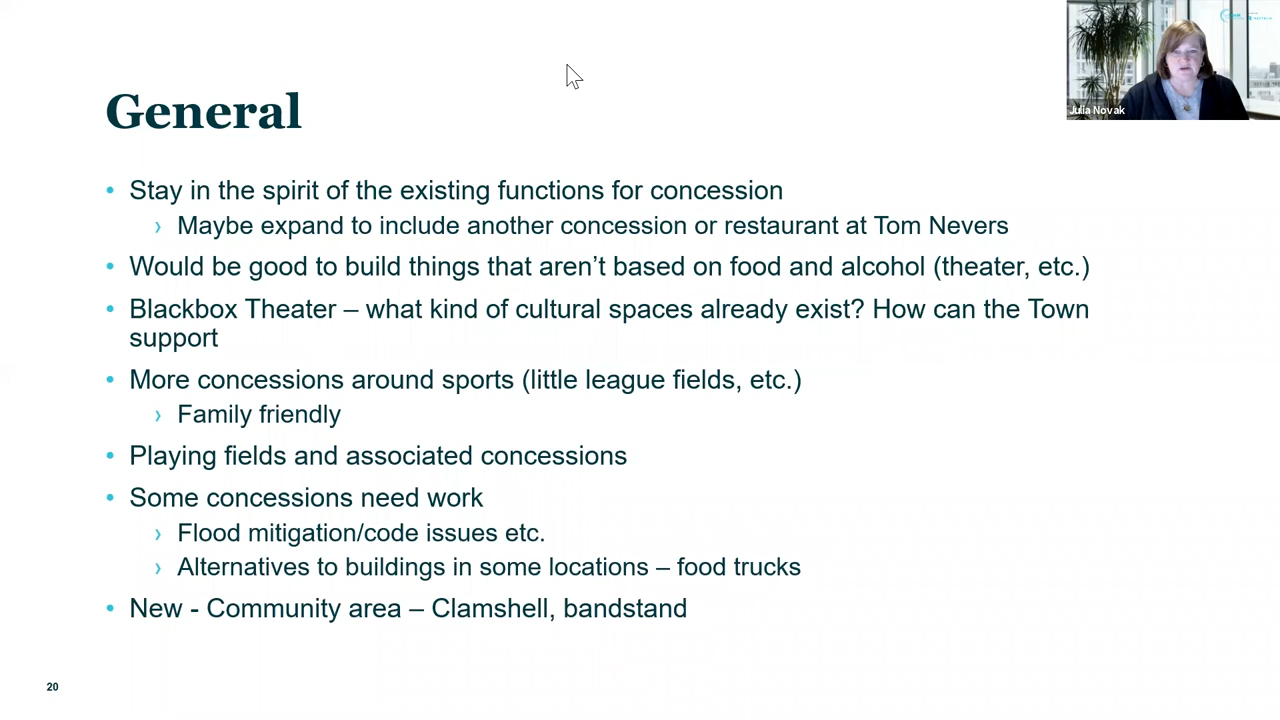 Julia Novak
General
• Stay in the spirit of the existing functions for concession
› Maybe expand to include another concession or restaurant at Tom Nevers
• Would be good to build things that aren’t based on food and alcohol (theater, etc.)
• Blackbox Theater – what kind of cultural spaces already exist? How can the Town
support
• More concessions around sports (little league fields, etc.)
› Family friendly
• Playing fields and associated concessions
• Some concessions need work
› Flood mitigation/code issues etc.
› Alternatives to buildings in some locations – food trucks
• New - Community area – Clamshell, bandstand
20